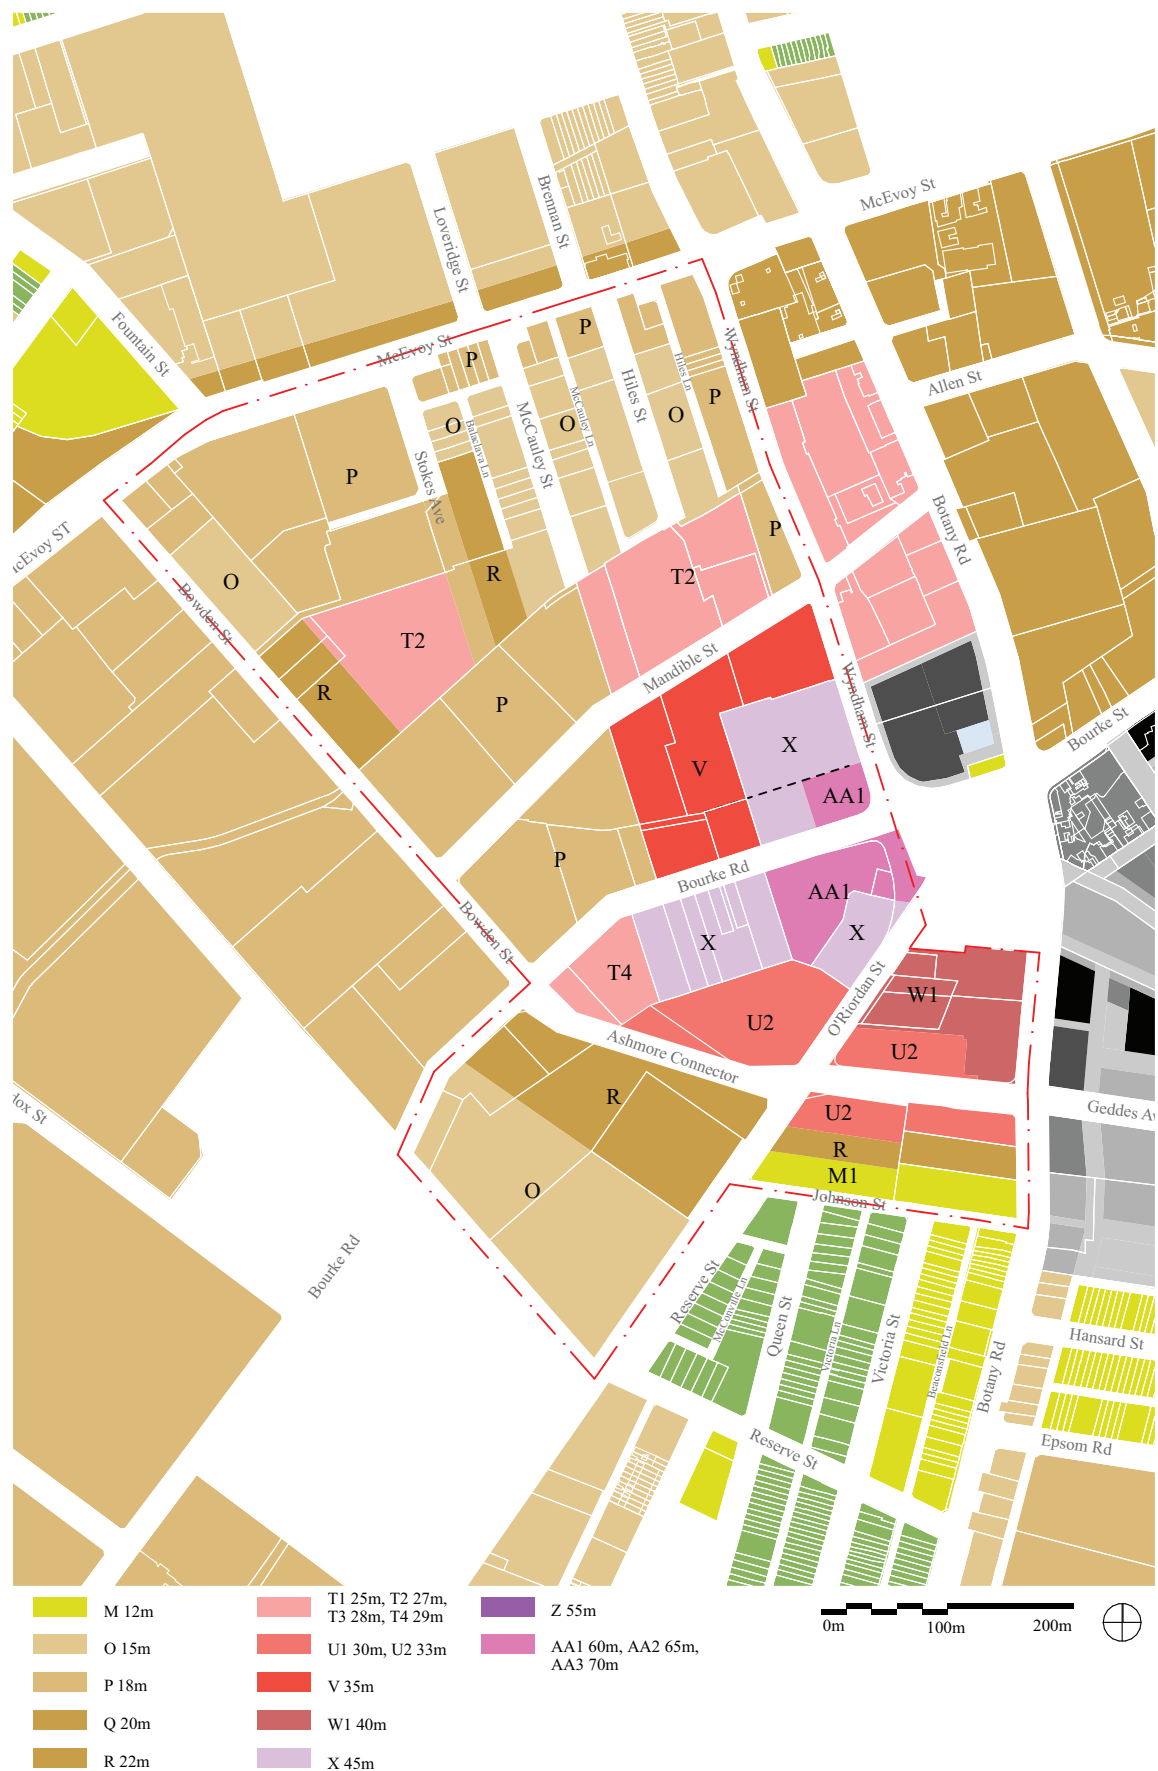 McEvoy St
Brennan St
Loveridge St
Fountain St
McEvoy St
Wyndham St
Allen St
P
P
Hiles Ln
P
Hiles St
McCauley Ln
O
O
O
Balaclava Ln
McCauley St
Stokes Ave
P
Botany Rd
P
cEvoy ST
T2
R
O
Bowden St
T2
R
P
Mandible St
Wyndham St
Bourke St
X
V
AA1
P
Bourke Rd
AA1
X
X
Bowden St
T4
W1
O'Riordan St
U2
U2
Ashmore Connector
R
U2
Geddes Av
dox St
R
M1
O
Johnson St
Bourke Rd
Reserve St
McConville Ln
Queen St
Victoria Ln
Victoria St
Beaconsfield Ln
Botany Rd
Hansard St
Reserve St
Epsom Rd
M 12m
O 15m
P 18m
Q 20m
R 22m
T1 25m, T2 27m,
T3 28m, T4 29m
U1 30m, U2 33m
V 35m
W1 40m
X 45m
Z 55m
AA1 60m, AA2 65m,
AA3 70m
0m
100m
200m